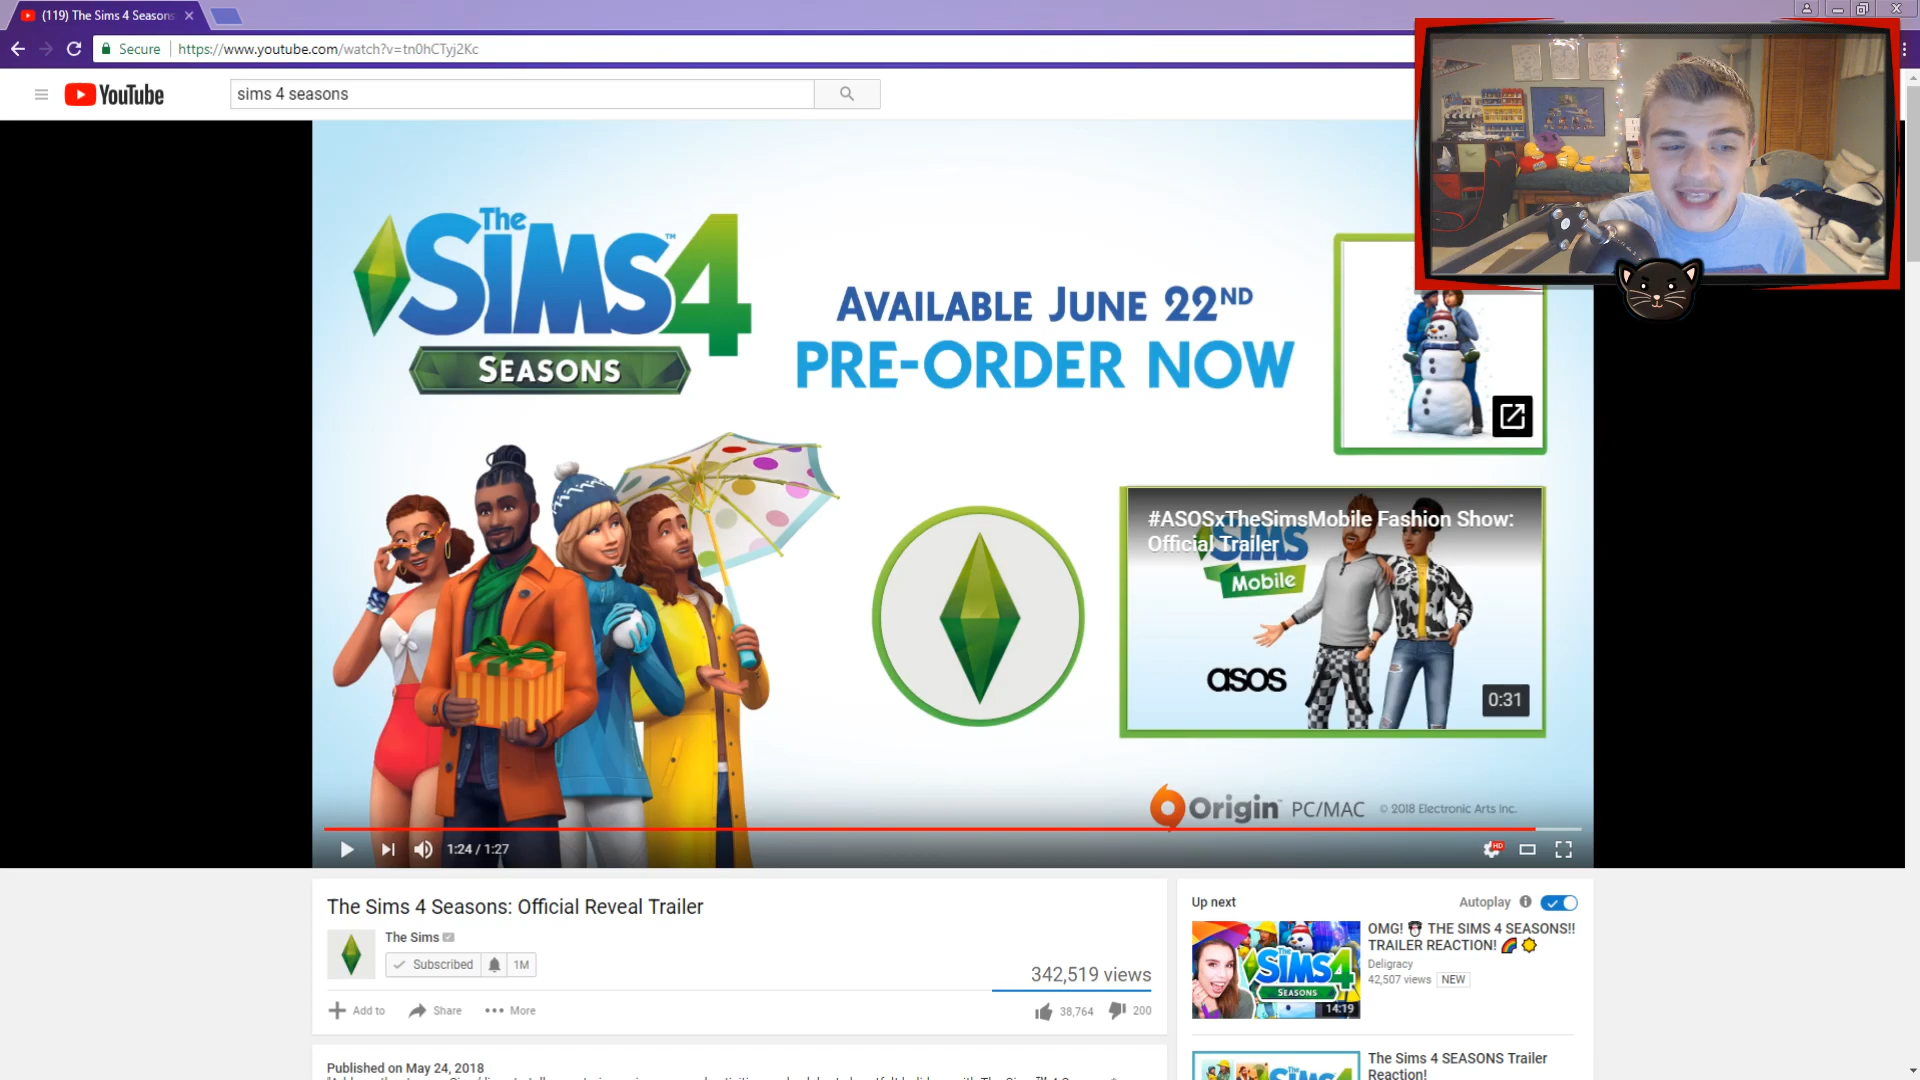 (119) The Sims 4 Seasons
Secure
https://www.youtube.com/watch?v=tn0hCTyj2Kc
YouTube
sims 4 seasons
The
SIMS 4
SEASONS
AVAILABLE JUNE 22ND
PRE-ORDER NOW
#ASOSxTheSimsMobile Fashion Show:
Official Trailer
SIMS
Mobile
asos
0:31
Origin PC/MAC © 2018 Electronic Arts Inc.
1:24 / 1:27
HD
The Sims 4 Seasons: Official Reveal Trailer
The Sims
Subscribed 1M
342,519 views
Add to Share More
38,764 200
Published on May 24, 2018
Up next
Autoplay
OMG! THE SIMS 4 SEASONS!!
TRAILER REACTION!
Deligracy
42,507 views NEW
The
SIMS 4
SEASONS
14:19
The Sims 4 SEASONS Trailer
Reaction!